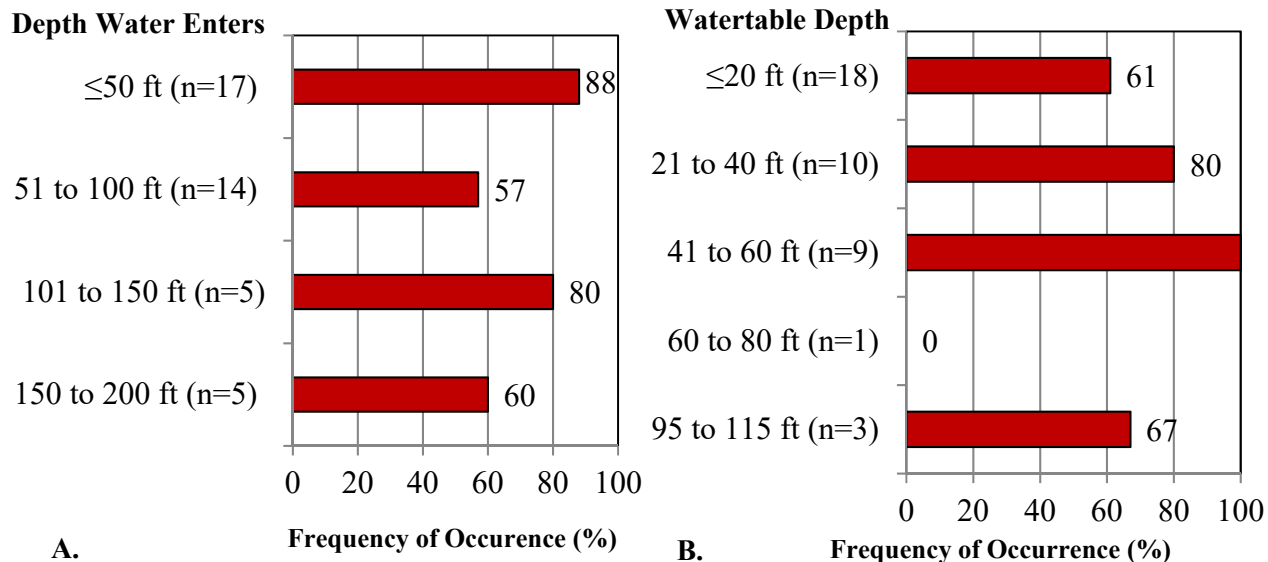 Depth Water Enters
≤50 ft (n=17)
88
51 to 100 ft (n=14)
57
101 to 150 ft (n=5)
80
150 to 200 ft (n=5)
60
0 20 40 60 80 100
Frequency of Occurence (%)
A.
Watertable Depth
≤20 ft (n=18)
61
21 to 40 ft (n=10)
80
41 to 60 ft (n=9)
60 to 80 ft (n=1)
0
95 to 115 ft (n=3)
67
0 20 40 60 80 100
Frequency of Occurrence (%)
B.